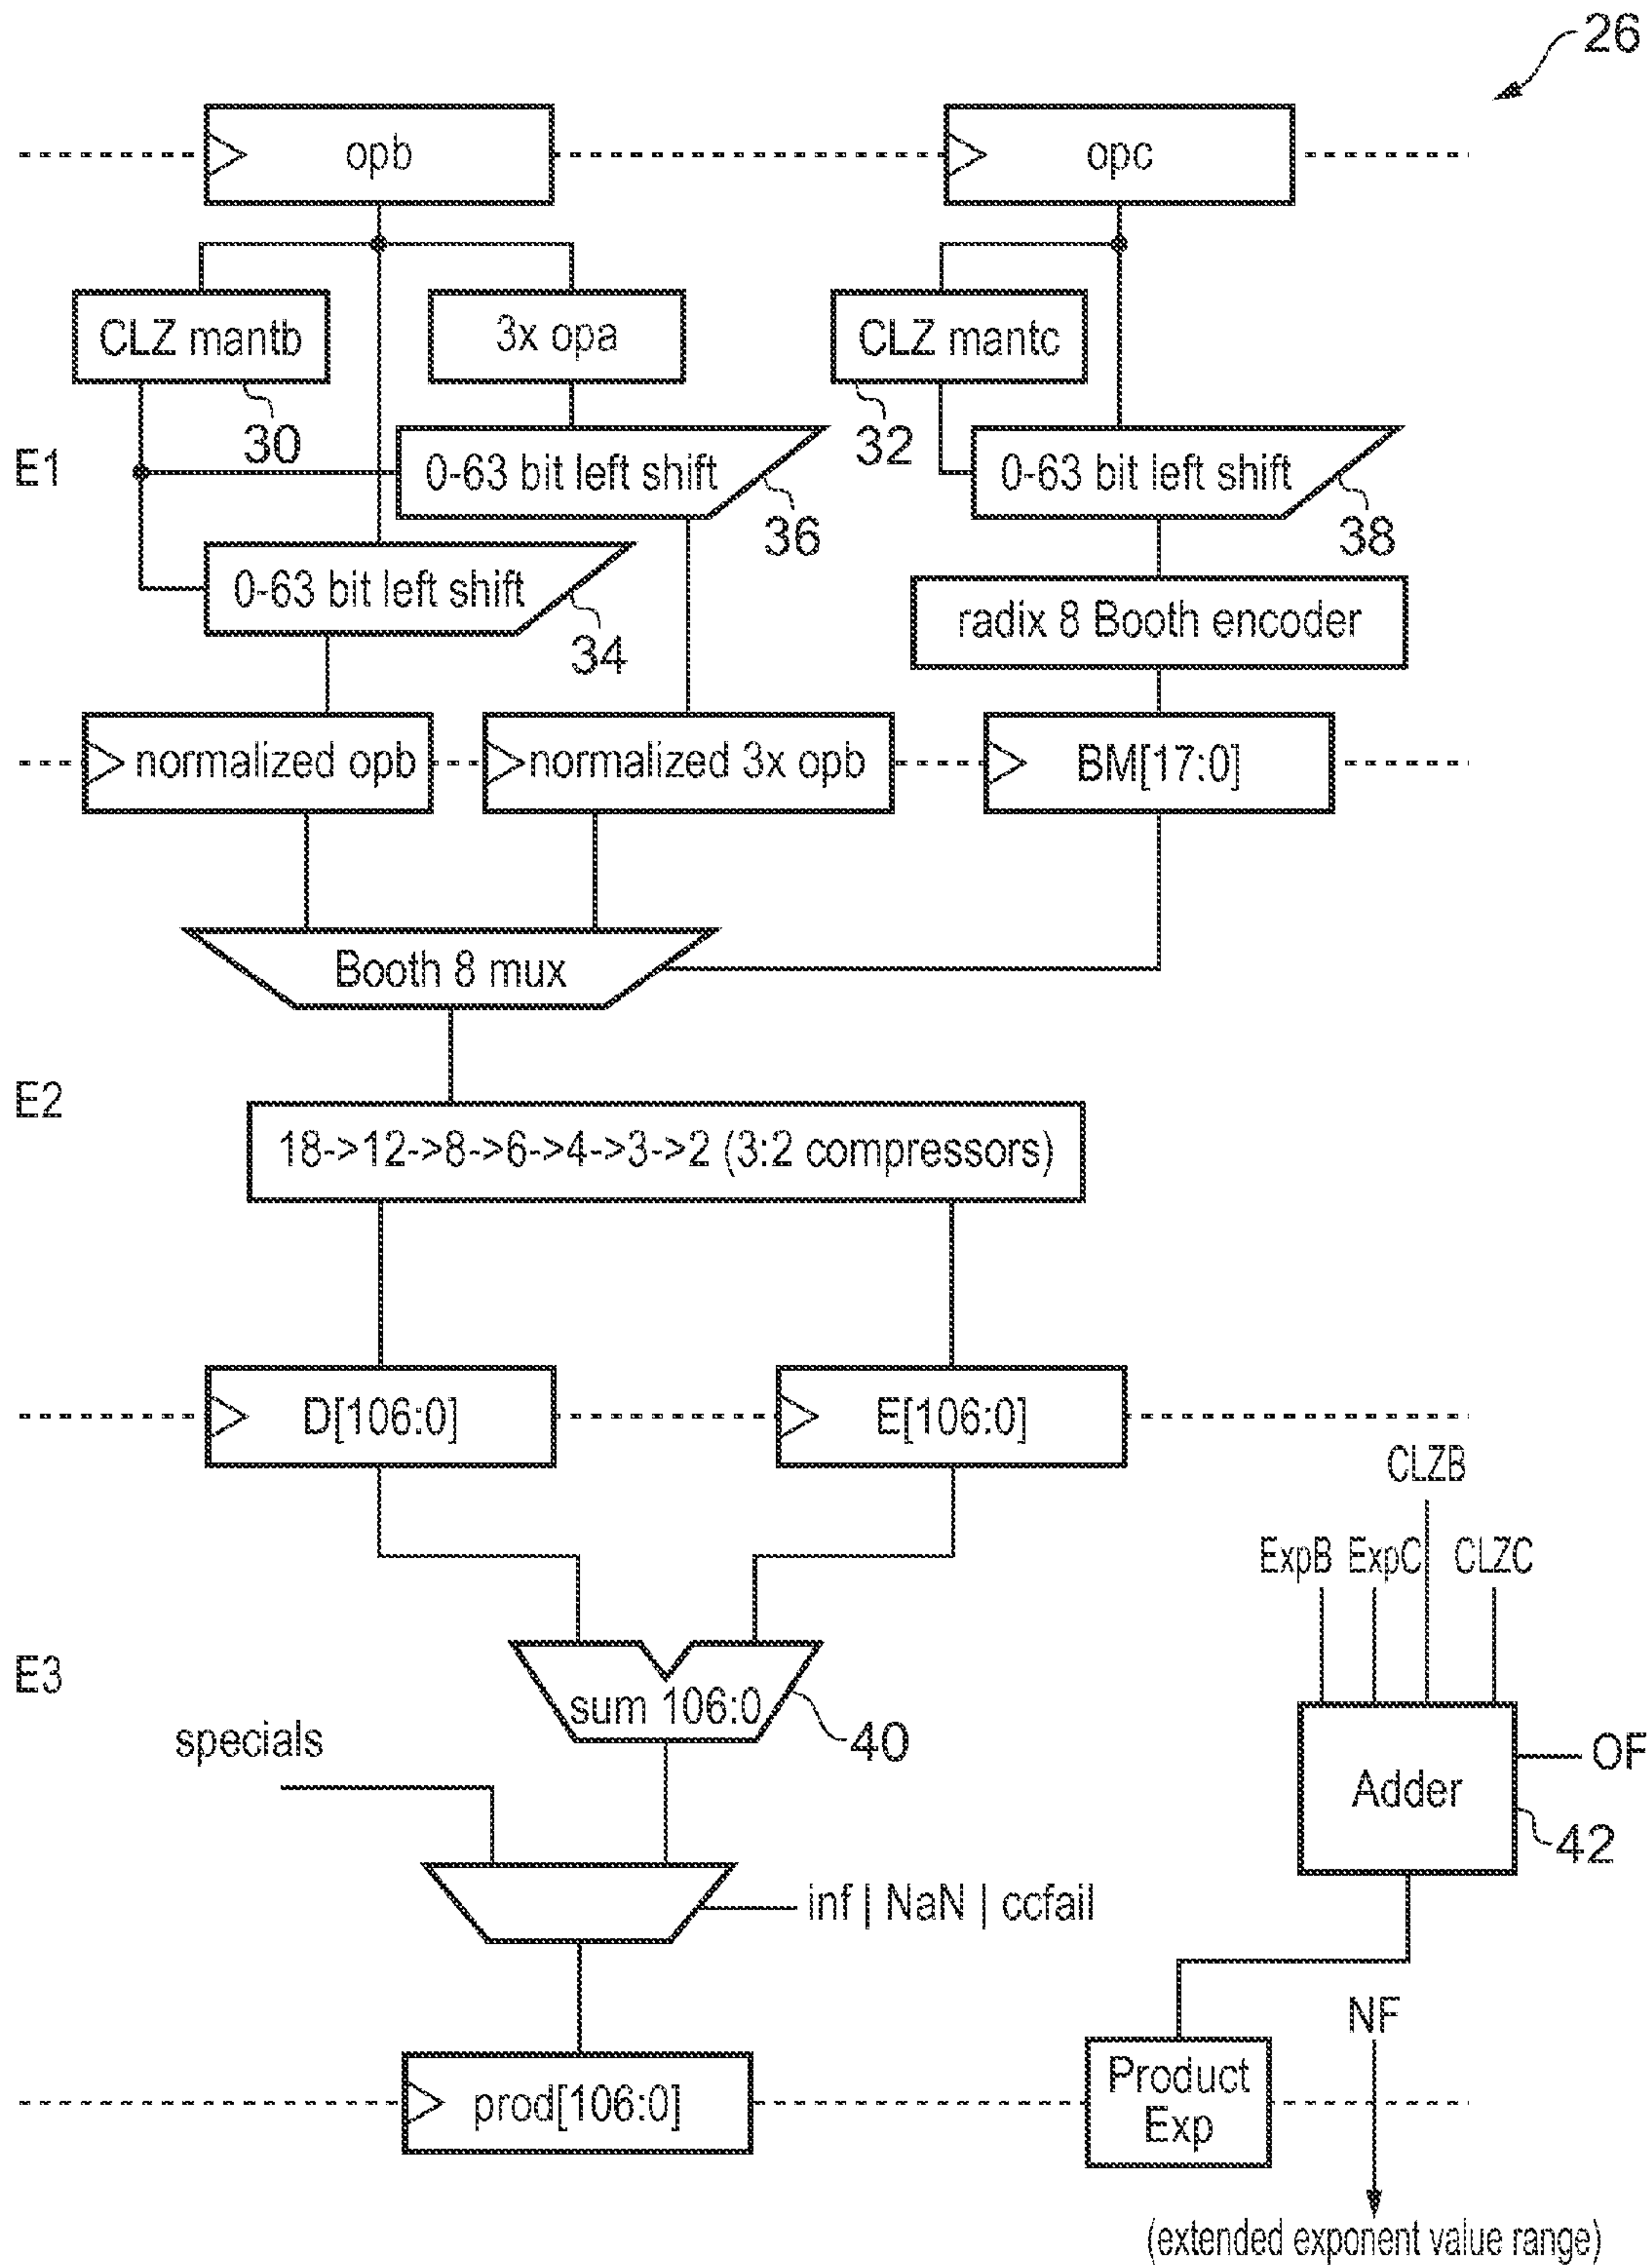 26
opb
opc
CLZ mantb
3x opa
CLZ mantc
30
32
E1
0-63 bit left shift
0-63 bit left shift
36
38
0-63 bit left shift
radix 8 Booth encoder
34
normalized opb
normalized 3x opb
BM[17:0]
Booth 8 mux
E2
18->12->8->6->4->3->2 (3:2 compressors)
D[106:0]
E[106:0]
CLZB
ExpB
ExpC
CLZC
E3
sum 106:0
specials
40
OF
Adder
42
inf | NaN | ccfail
NF
Product
Exp
prod[106:0]
(extended exponent value range)